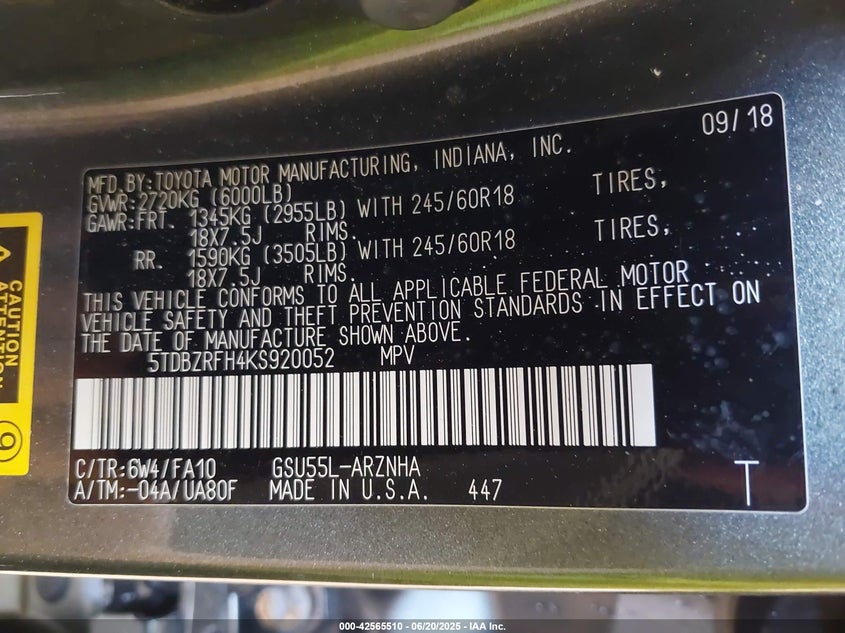 09/18
MFD.BY:TOYOTA MOTOR MANUFACTURING, INDIANA, INC.
GVWR:2720KG (6000LB)
GAWR:FRT. 1345KG (2955LB) WITH 245/60R18 TIRES,
18X7.5J RIMS.
RR. 1590KG (3505LB) WITH 245/60R18 TIRES,
18X7.5J RIMS.
THIS VEHICLE CONFORMS TO ALL APPLICABLE FEDERAL MOTOR
VEHICLE SAFETY AND THEFT PREVENTION STANDARDS IN EFFECT ON
THE DATE OF MANUFACTURE SHOWN ABOVE.
5TDBZRFH4KS920052 MPV
C/TR:6W4/FA10 GSU55L-ARZNHA
A/TM:-04A/UA80F MADE IN U.S.A. 447
T
CAUTION
ATTENTION
9
000-42565510 - 06/20/2025 - IAA Inc.